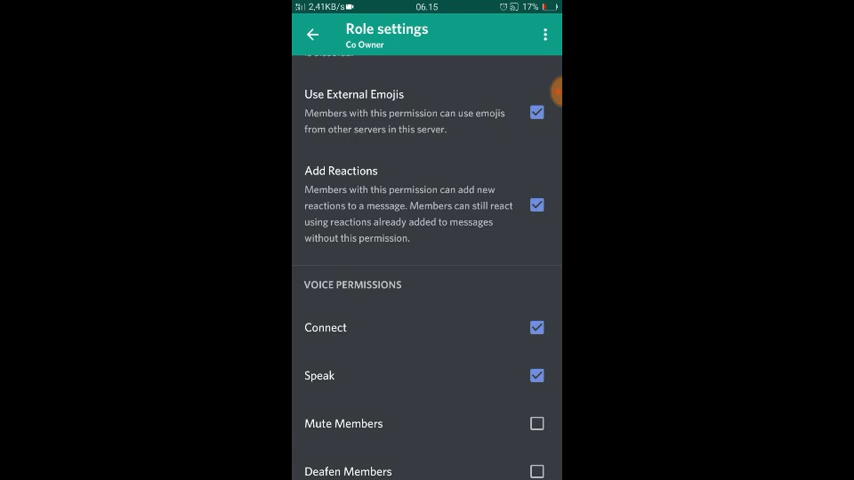 2,41KB/s
06.15
17%
Role settings
Co Owner
Use External Emojis
Members with this permission can use emojis
from other servers in this server.
Add Reactions
Members with this permission can add new
reactions to a message. Members can still react
using reactions already added to messages
without this permission.
VOICE PERMISSIONS
Connect
Speak
Mute Members
Deafen Members